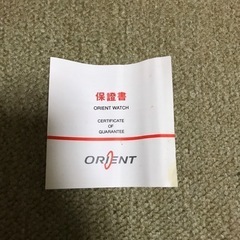 保證書
ORIENT WATCH
CERTIFICATE
OF
GUARANTEE
ORIENT